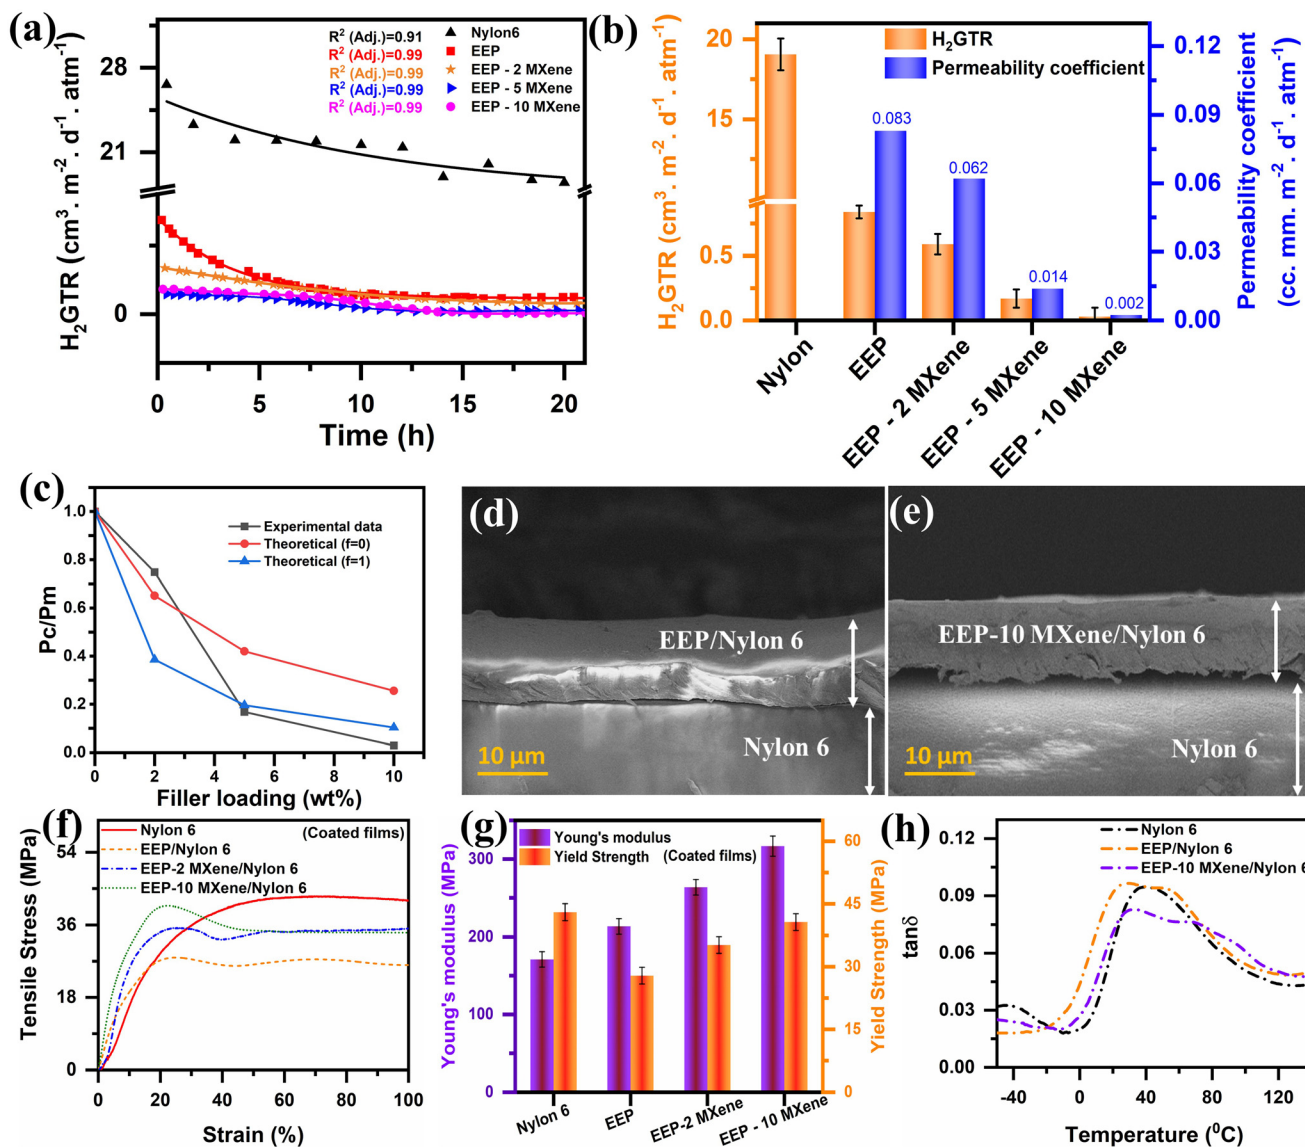 (a)
R² (Adj.)=0.91
R² (Adj.)=0.99
R² (Adj.)=0.99
R² (Adj.)=0.99
R² (Adj.)=0.99
Nylon6
EEP
EEP - 2 MXene
EEP - 5 MXene
EEP - 10 MXene
H₂GTR (cm³. m⁻². d⁻¹. atm⁻¹)
28
21
0
0
5
10
15
20
Time (h)
(b)
H₂GTR
Permeability coefficient
H₂GTR (cm³. m⁻². d⁻¹. atm⁻¹)
20
15
0.5
0.0
0.083
0.062
0.014
0.002
0.12
0.09
0.06
0.03
0.00
Permeability coefficient
(cc. mm. m⁻². d⁻¹. atm⁻¹)
Nylon
EEP
EEP - 2 MXene
EEP - 5 MXene
EEP - 10 MXene
(c)
Experimental data
Theoretical (f=0)
Theoretical (f=1)
Pc/Pm
1.0
0.8
0.6
0.4
0.2
0.0
0
2
4
6
8
10
Filler loading (wt%)
(d)
EEP/Nylon 6
Nylon 6
10 µm
(e)
EEP-10 MXene/Nylon 6
Nylon 6
10 µm
(f)
Nylon 6
(Coated films)
EEP/Nylon 6
EEP-2 MXene/Nylon 6
EEP-10 MXene/Nylon 6
Tensile Stress (MPa)
54
36
18
0
0
20
40
60
80
100
Strain (%)
(g)
Young's modulus
Yield Strength
(Coated films)
Young's modulus (MPa)
300
200
100
0
60
45
30
15
0
Yield Strength (MPa)
Nylon 6
EEP
EEP-2 MXene
EEP - 10 MXene
(h)
Nylon 6
EEP/Nylon 6
EEP-10 MXene/Nylon 6
tanδ
0.12
0.09
0.06
0.03
0.00
-40
0
40
80
120
Temperature (⁰C)